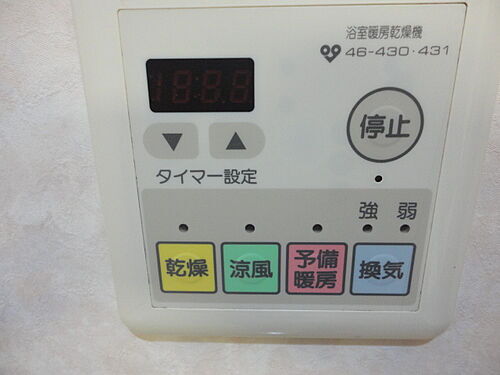 浴室暖房乾燥機
46-430・431
停止
▼ ▲
タイマー設定
強 弱
乾燥 涼風 予備暖房 換気